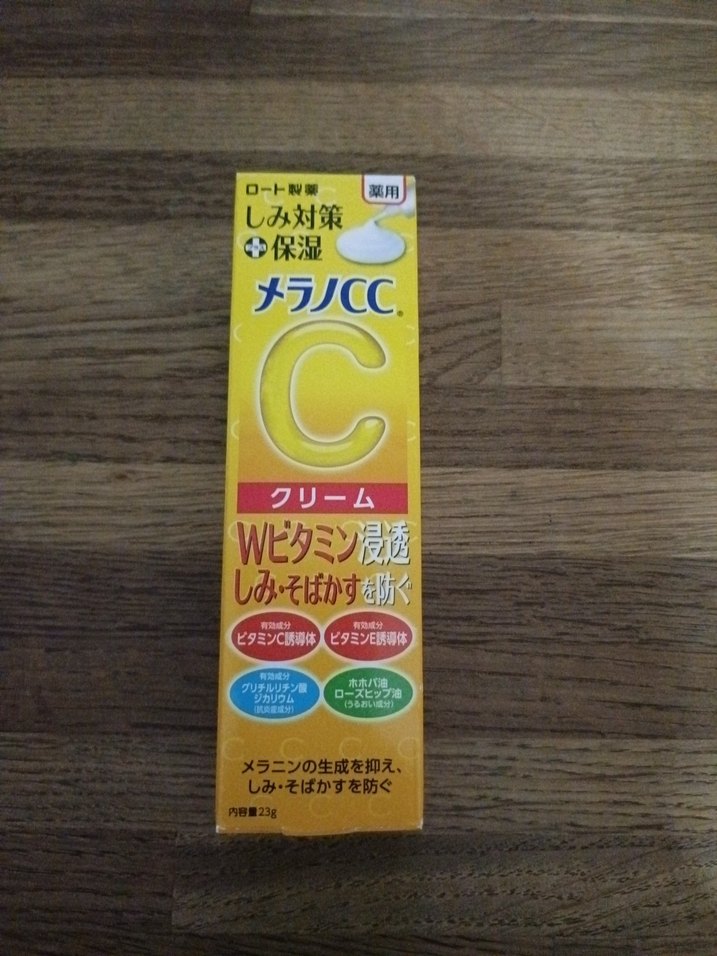 ロート製薬
薬用
しみ対策
プラス
保湿
メラノCC®
C
クリーム
Wビタミン浸透
しみ・そばかすを防ぐ
有効成分
ビタミンC誘導体
有効成分
ビタミンE誘導体
有効成分
グリチルリチン酸
ジカリウム
(抗炎症成分)
ホホバ油
ローズヒップ油
(うるおい成分)
メラニンの生成を抑え、
しみ・そばかすを防ぐ
内容量23g